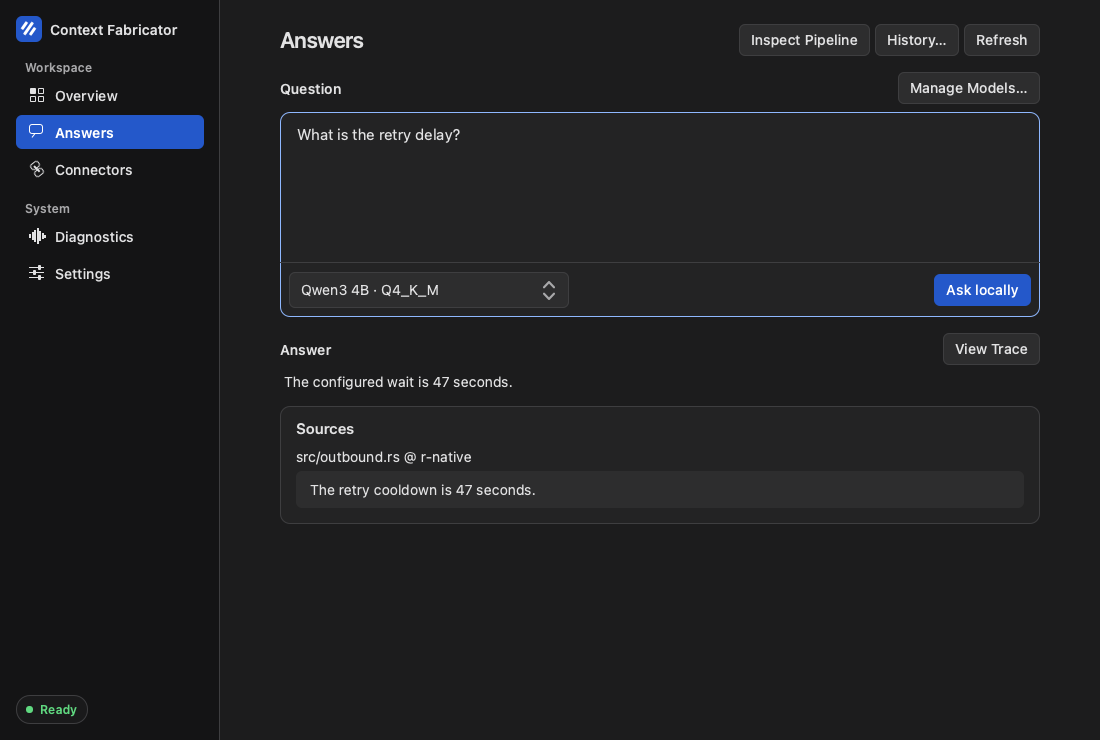 Context Fabricator
Workspace
Overview
Answers
Connectors
System
Diagnostics
Settings
Ready
Answers
Inspect Pipeline
History...
Refresh
Question
Manage Models...
What is the retry delay?
Qwen3 4B · Q4_K_M
Ask locally
Answer
View Trace
The configured wait is 47 seconds.
Sources
src/outbound.rs @ r-native
The retry cooldown is 47 seconds.